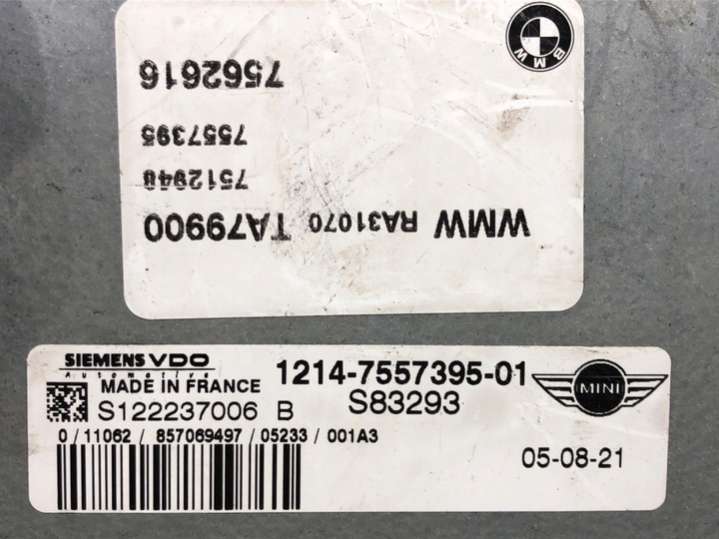 BMW
WMW RA31070 TA79900
7512948
7557395
7562616
SIEMENS VDO
Automotive
MADE IN FRANCE
1214-7557395-01
MINI
S122237006 B
S83293
0/11062/857069497/05233/001A3
05-08-21